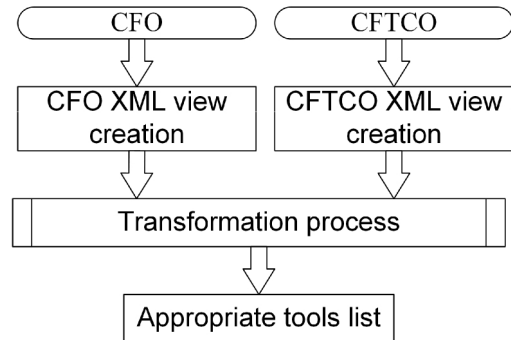 CFO
CFTCO
CFO XML view
creation
CFTCO XML view
creation
Transformation process
Appropriate tools list